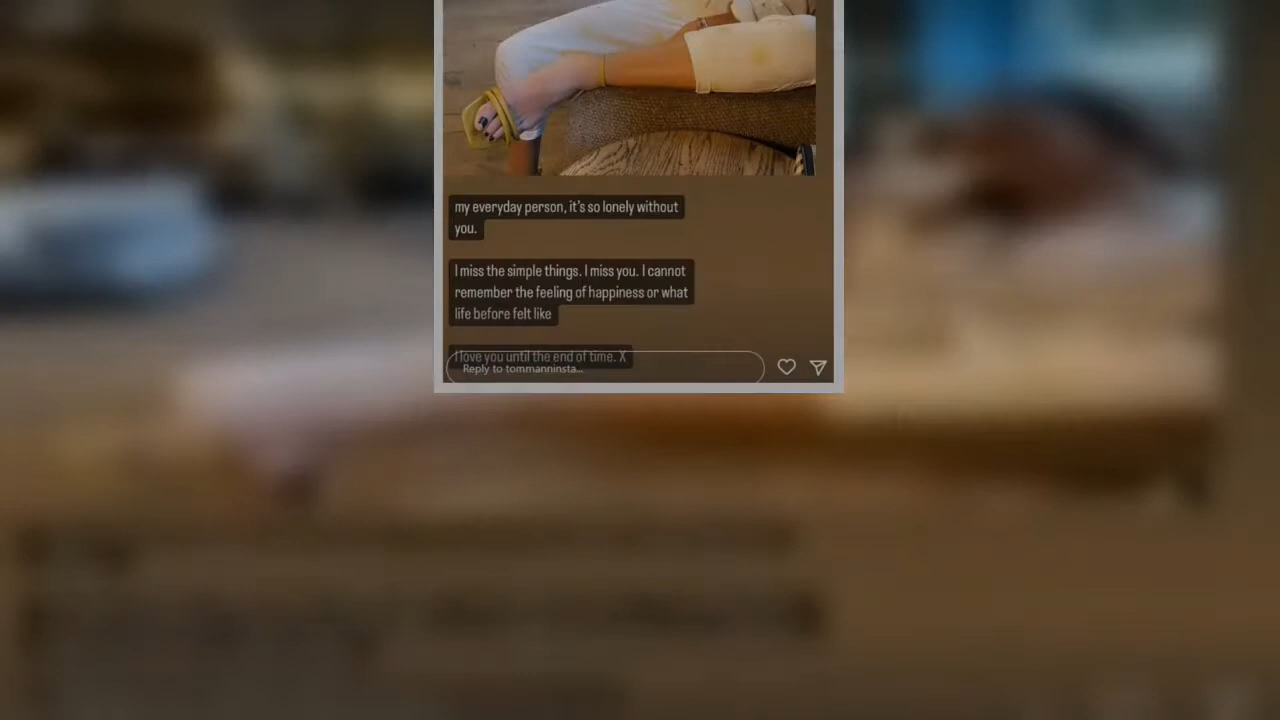 my everyday person, it's so lonely without
you.
I miss the simple things. I miss you. I cannot
remember the feeling of happiness or what
life before felt like
I love you until the end of time. X
Reply to tommanninsta...